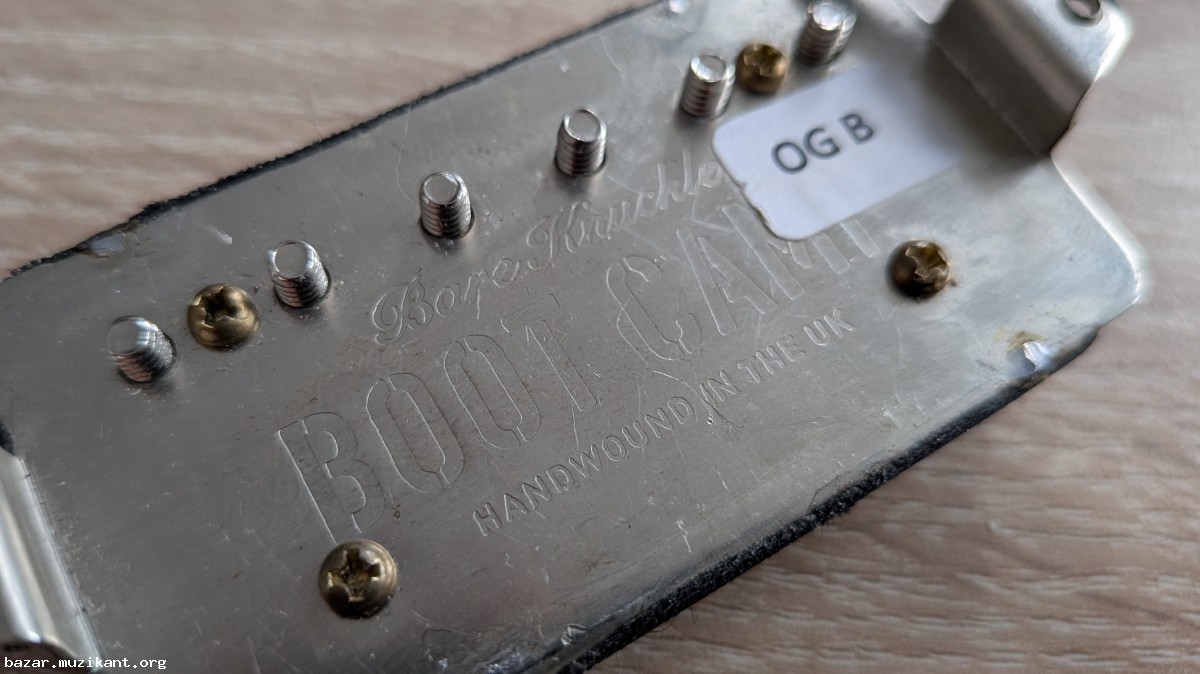 OG B
Bare Knuckle
BOOT CAMP
HANDWOUND IN THE UK
bazar.muzikant.org